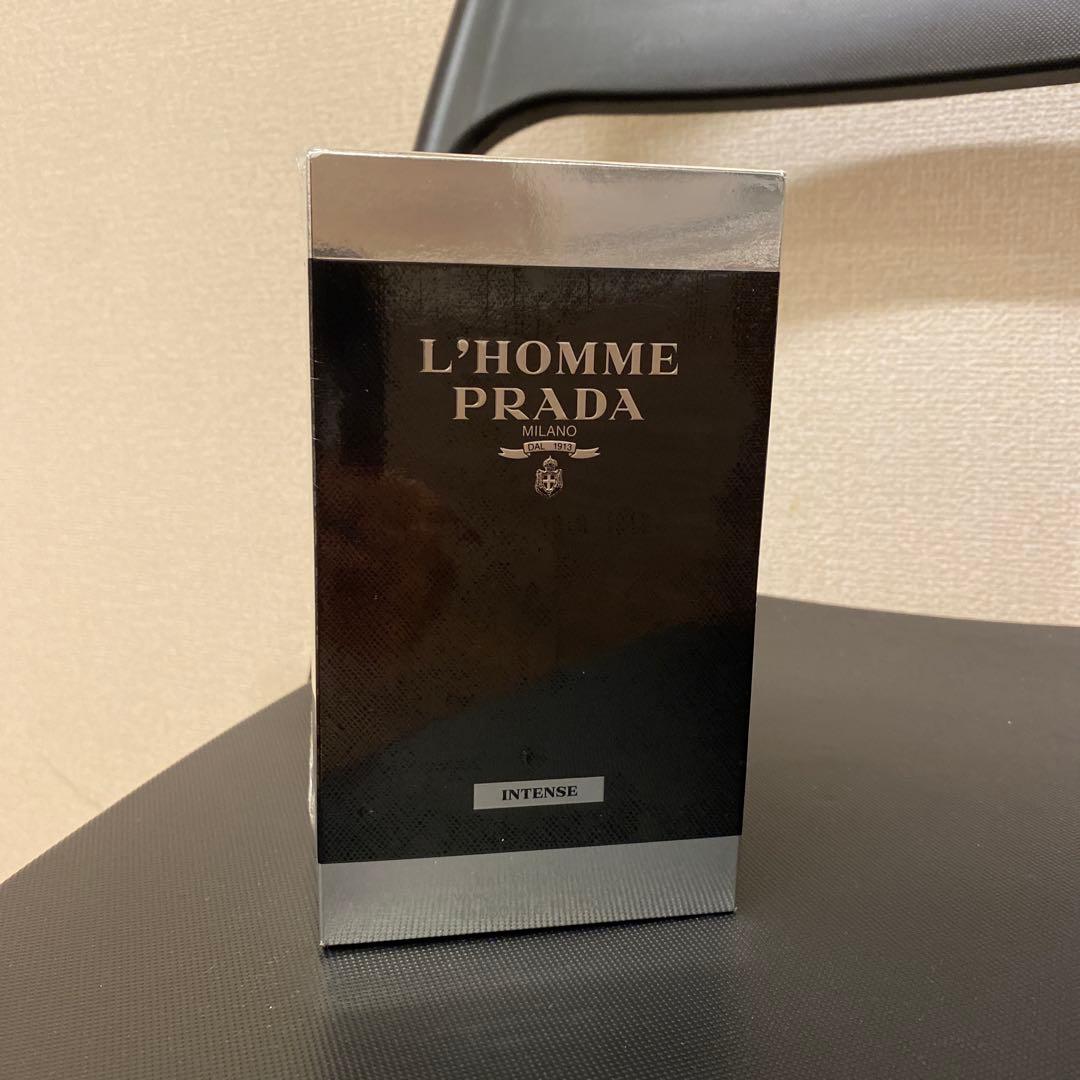 L'HOMME
PRADA
MILANO
DAL 1913
INTENSE